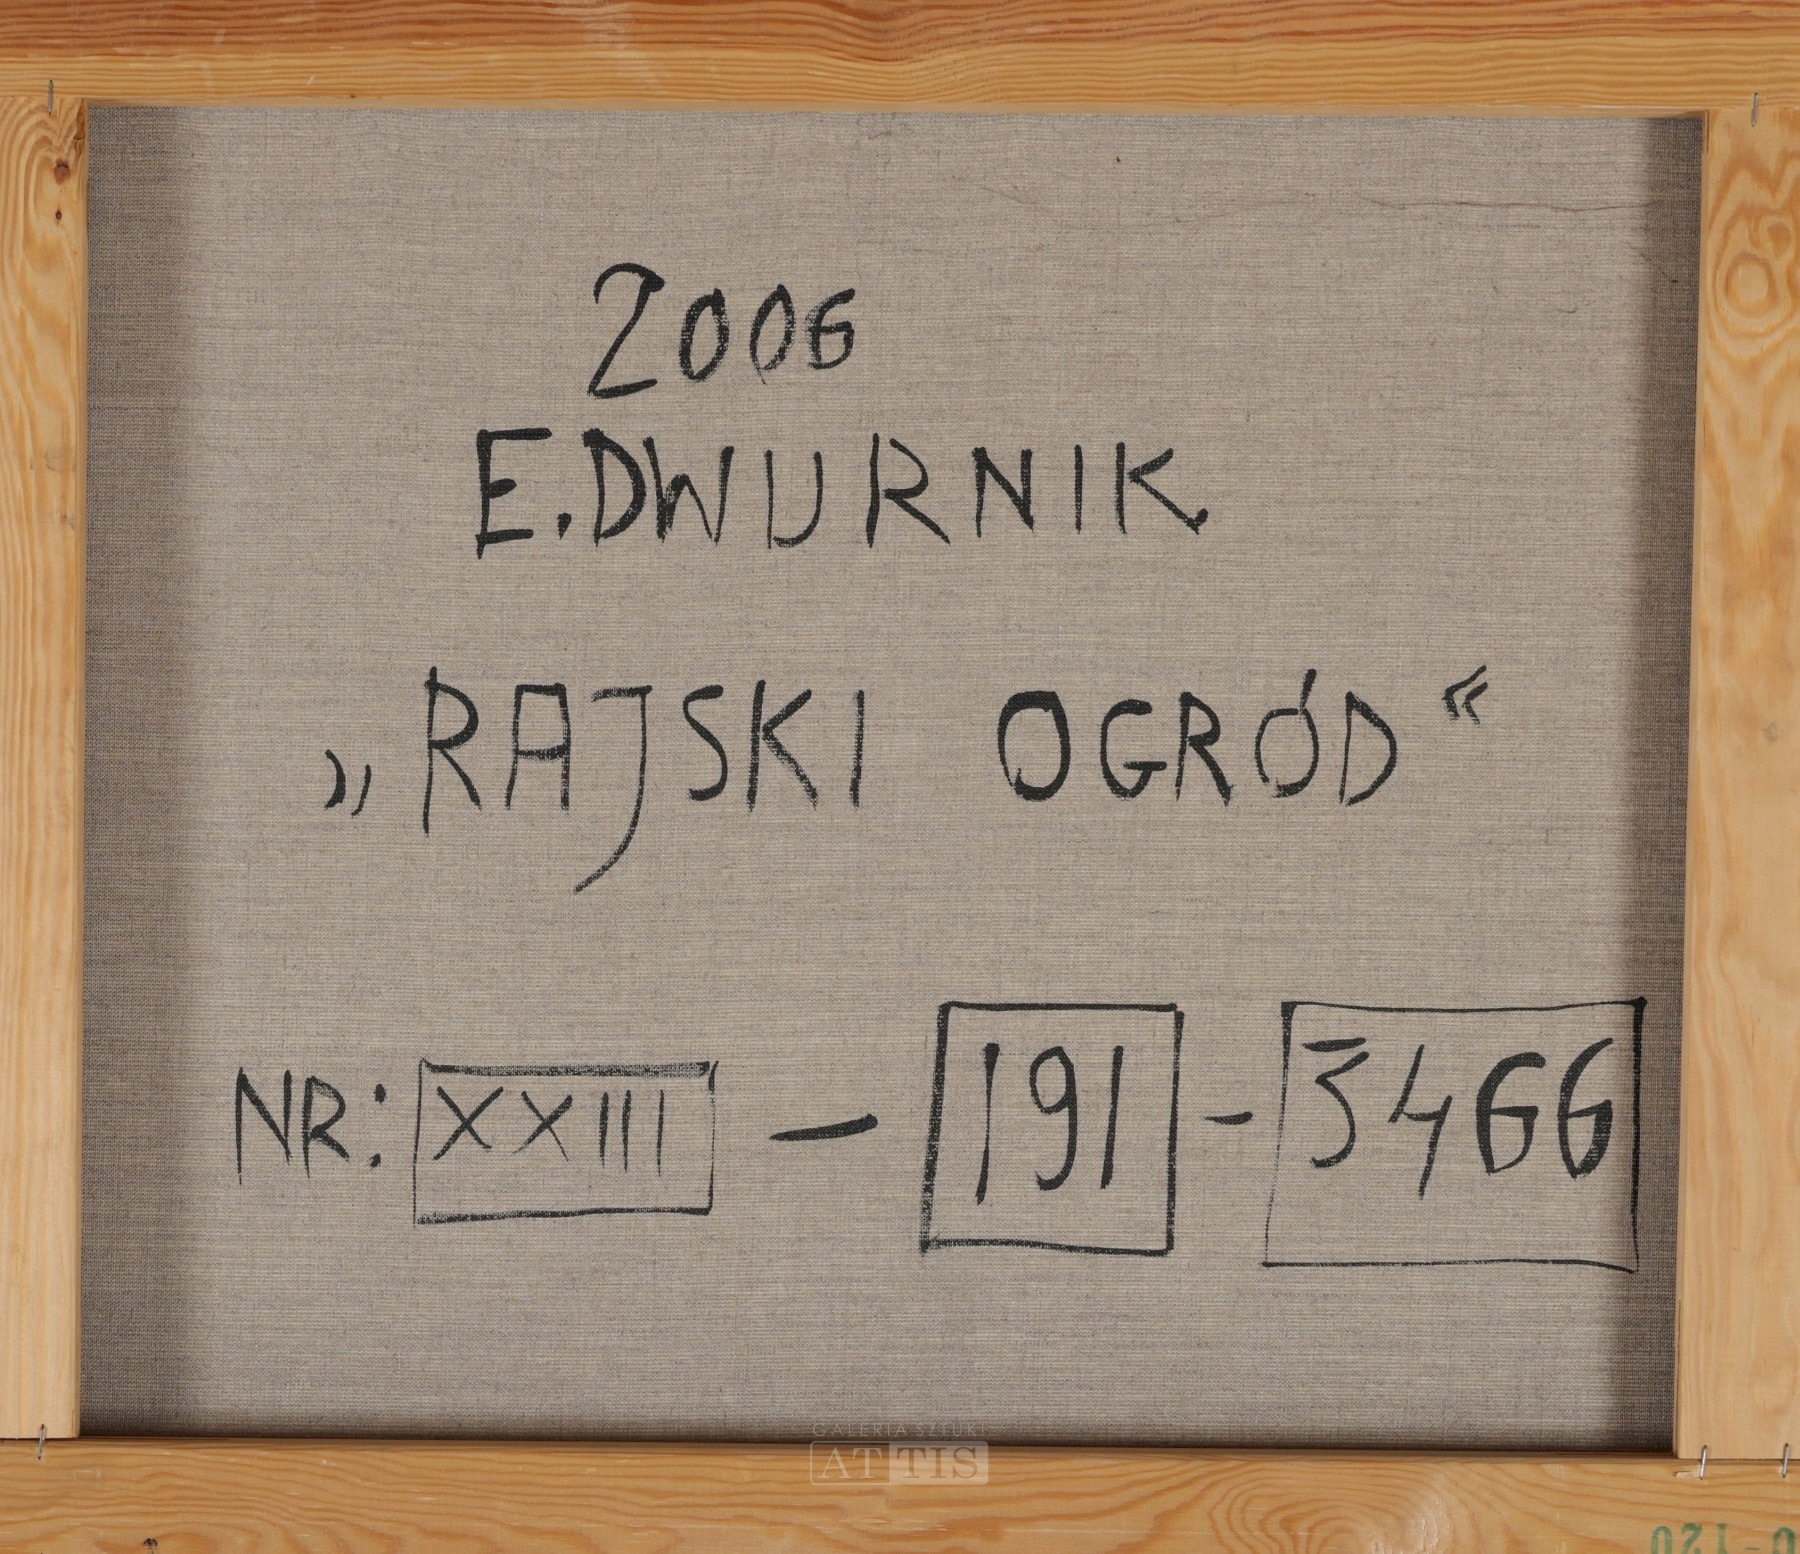 2006
E.DWURNIK
„RAJSKI OGRÓD“
NR: XXIII – 191 - 3466
GALERIA SZTUKI
ATTIS